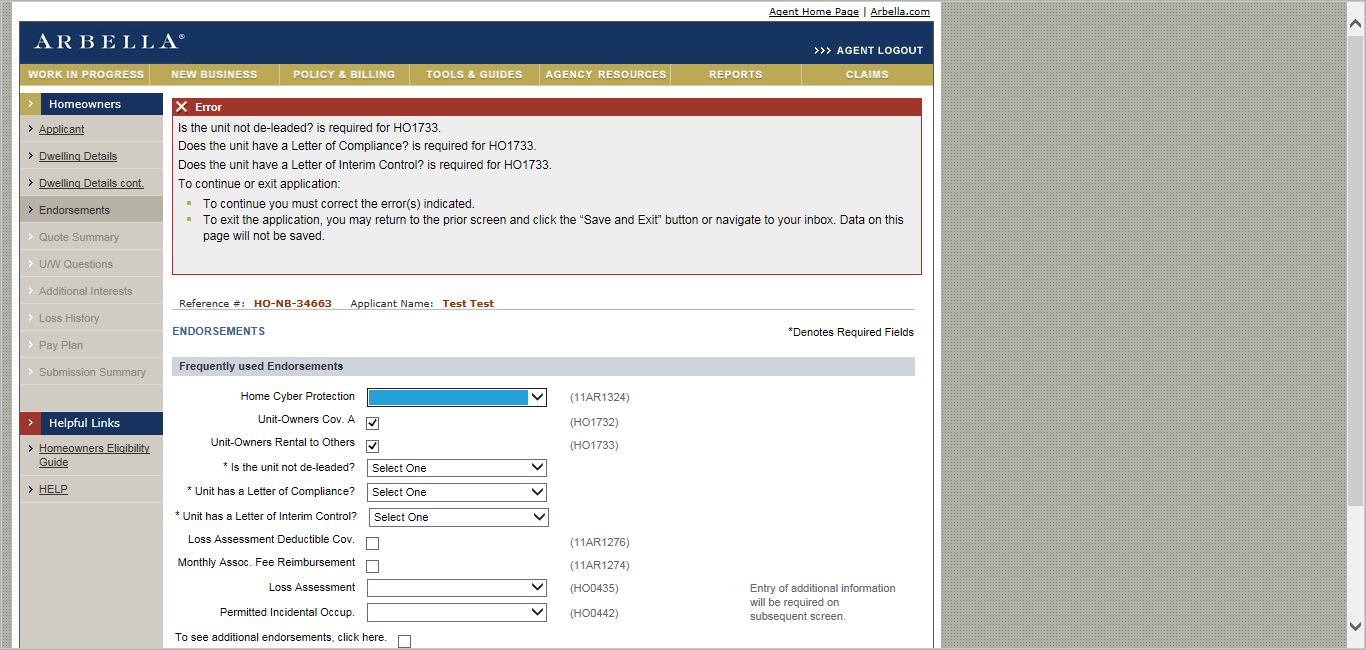 Agent Home Page | Arbella.com
ARBELLA®
>>> AGENT LOGOUT
WORK IN PROGRESS NEW BUSINESS POLICY & BILLING TOOLS & GUIDES AGENCY RESOURCES REPORTS CLAIMS
Homeowners
Applicant
Dwelling Details
Dwelling Details cont.
Endorsements
Quote Summary
U/W Questions
Additional Interests
Loss History
Pay Plan
Submission Summary
Helpful Links
Homeowners Eligibility
Guide
HELP
Error
Is the unit not de-leaded? is required for HO1733.
Does the unit have a Letter of Compliance? is required for HO1733.
Does the unit have a Letter of Interim Control? is required for HO1733.
To continue or exit application:
To continue you must correct the error(s) indicated.
To exit the application, you may return to the prior screen and click the “Save and Exit” button or navigate to your inbox. Data on this
page will not be saved.
Reference #: HO-NB-34663 Applicant Name: Test Test
ENDORSEMENTS
*Denotes Required Fields
Frequently used Endorsements
Home Cyber Protection (11AR1324)
Unit-Owners Cov. A (HO1732)
Unit-Owners Rental to Others (HO1733)
* Is the unit not de-leaded? Select One
* Unit has a Letter of Compliance? Select One
* Unit has a Letter of Interim Control? Select One
Loss Assessment Deductible Cov. (11AR1276)
Monthly Assoc. Fee Reimbursement (11AR1274)
Loss Assessment (HO0435)
Permitted Incidental Occup. (HO0442)
Entry of additional information
will be required on
subsequent screen.
To see additional endorsements, click here.